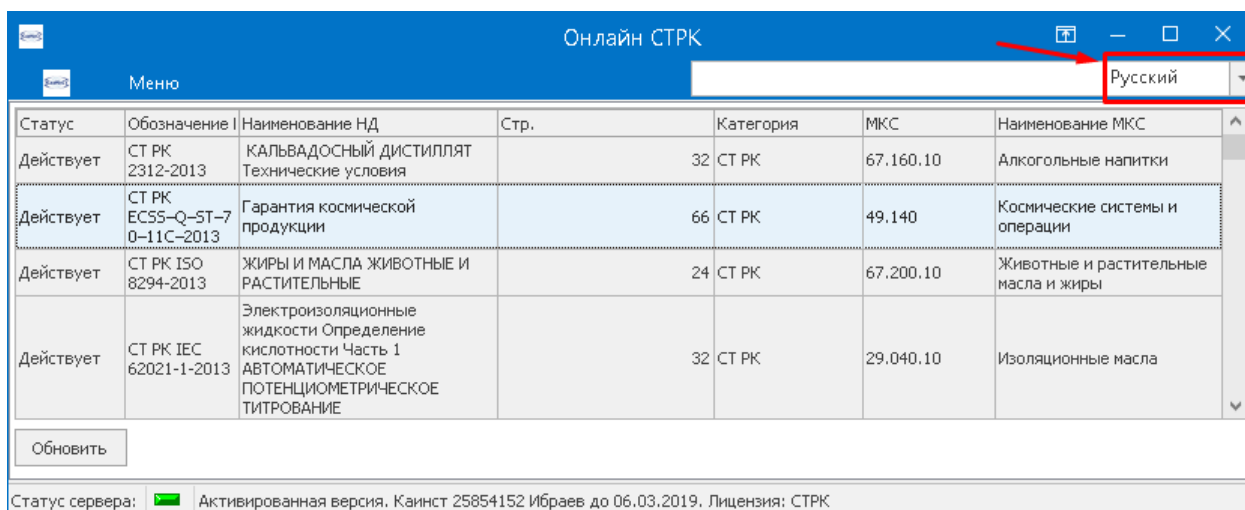 Онлайн СТРК
Меню
Русский
Статус Обозначение Наименование НД Стр. Категория МКС Наименование МКС
Действует СТ РК 2312-2013 КАЛЬВАДОСНЫЙ ДИСТИЛЛЯТ Технические условия 32 СТ РК 67.160.10 Алкогольные напитки
Действует СТ РК ECSS–Q–ST–70–11C–2013 Гарантия космической продукции 66 СТ РК 49.140 Космические системы и операции
Действует СТ РК ISO 8294-2013 ЖИРЫ И МАСЛА ЖИВОТНЫЕ И РАСТИТЕЛЬНЫЕ 24 СТ РК 67.200.10 Животные и растительные масла и жиры
Действует СТ РК IEC 62021-1-2013 Электроизоляционные жидкости Определение кислотности Часть 1 АВТОМАТИЧЕСКОЕ ПОТЕНЦИОМЕТРИЧЕСКОЕ ТИТРОВАНИЕ 32 СТ РК 29.040.10 Изоляционные масла
Обновить
Статус сервера: Активированная версия. Каинст 25854152 Ибраев до 06.03.2019. Лицензия: СТРК